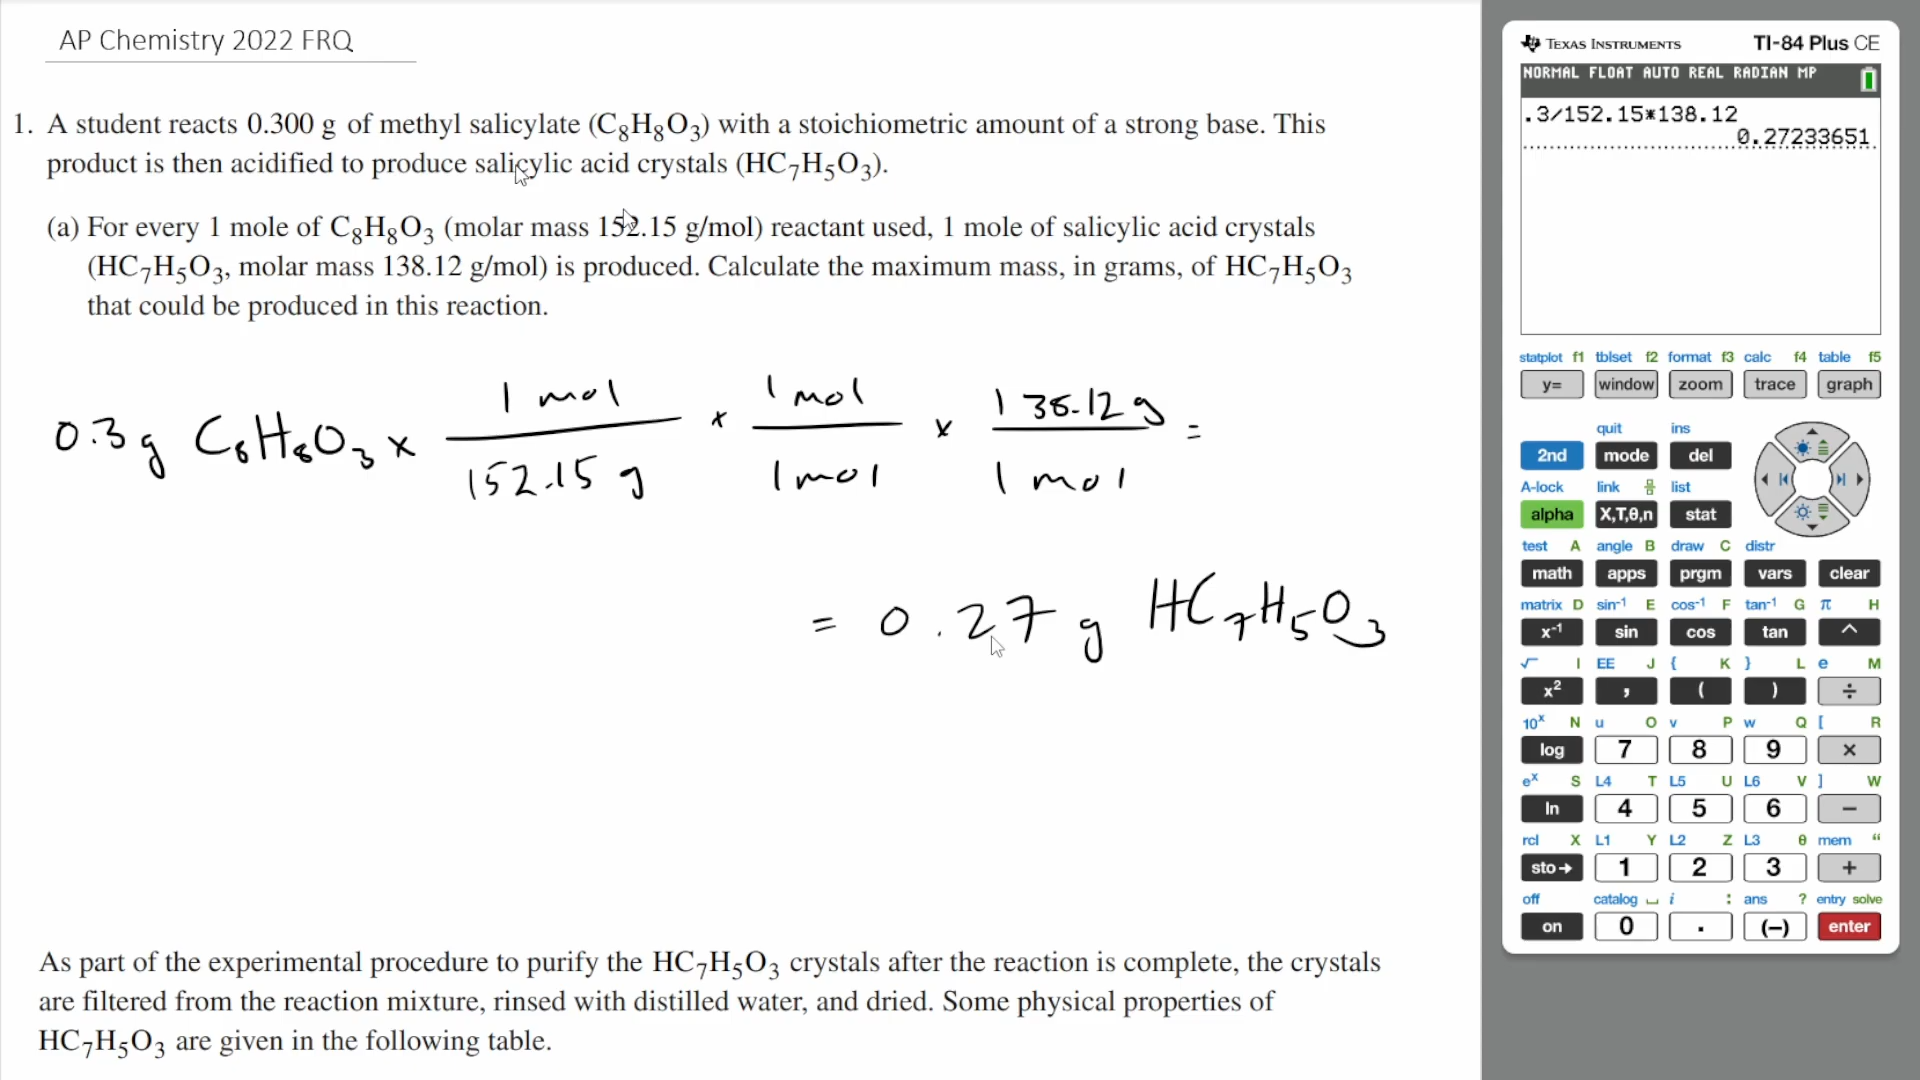 AP Chemistry 2022 FRQ
1. A student reacts 0.300 g of methyl salicylate (C₈H₈O₃) with a stoichiometric amount of a strong base. This
product is then acidified to produce salicylic acid crystals (HC₇H₅O₃).
(a) For every 1 mole of C₈H₈O₃ (molar mass 152.15 g/mol) reactant used, 1 mole of salicylic acid crystals
(HC₇H₅O₃, molar mass 138.12 g/mol) is produced. Calculate the maximum mass, in grams, of HC₇H₅O₃
that could be produced in this reaction.
0.3 g C₈H₈O₃ × 1 mol / 152.15 g × 1 mol / 1 mol × 138.12 g / 1 mol =
= 0.27 g HC₇H₅O₃
As part of the experimental procedure to purify the HC₇H₅O₃ crystals after the reaction is complete, the crystals
are filtered from the reaction mixture, rinsed with distilled water, and dried. Some physical properties of
HC₇H₅O₃ are given in the following table.
TEXAS INSTRUMENTS TI-84 Plus CE
NORMAL FLOAT AUTO REAL RADIAN MP
.3/152.15*138.12
0.27233651
statplot f1 tblset f2 format f3 calc f4 table f5
y= window zoom trace graph
quit ins
2nd mode del
A-lock link list
alpha X,T,θ,n stat
test A angle B draw C distr
math apps prgm vars clear
matrix D sin⁻¹ E cos⁻¹ F tan⁻¹ G π H
x⁻¹ sin cos tan ^
√ I EE J { K } L e M
x² , ( ) ÷
10ˣ N u O v P w Q [ R
log 7 8 9 ×
eˣ S L4 T L5 U L6 V ] W
ln 4 5 6 −
rcl X L1 Y L2 Z L3 θ mem “
sto→ 1 2 3 +
off catalog ⎵ i : ans ? entry solve
on 0 . (−) enter